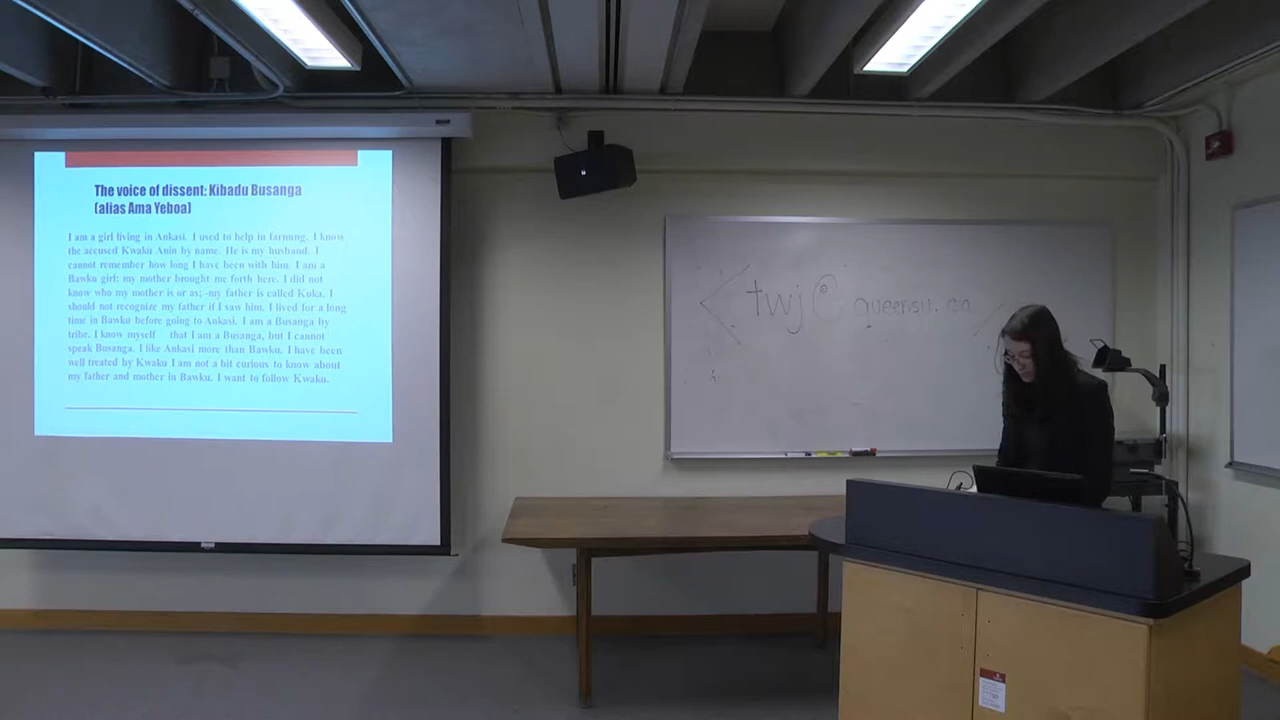 The voice of dissent: Kibadu Busanga
(alias Ama Yeboa)
I am a girl living in Ankasi. I used to help in farming. I know
the accused Kwaku Anin by name. He is my husband. I
cannot remember how long I have been with him. I am a
Bawku girl: my mother brought me forth here. I did not
know who my mother is or as; -my father is called Kuka. I
should not recognize my father if I saw him. I lived for a long
time in Bawku before going to Ankasi. I am a Busanga by
tribe. I know myself that I am a Busanga, but I cannot
speak Busanga. I like Ankasi more than Bawku. I have been
well treated by Kwaku I am not a bit curious to know about
my father and mother in Bawku. I want to follow Kwaku.
<twj@ queensu.ca